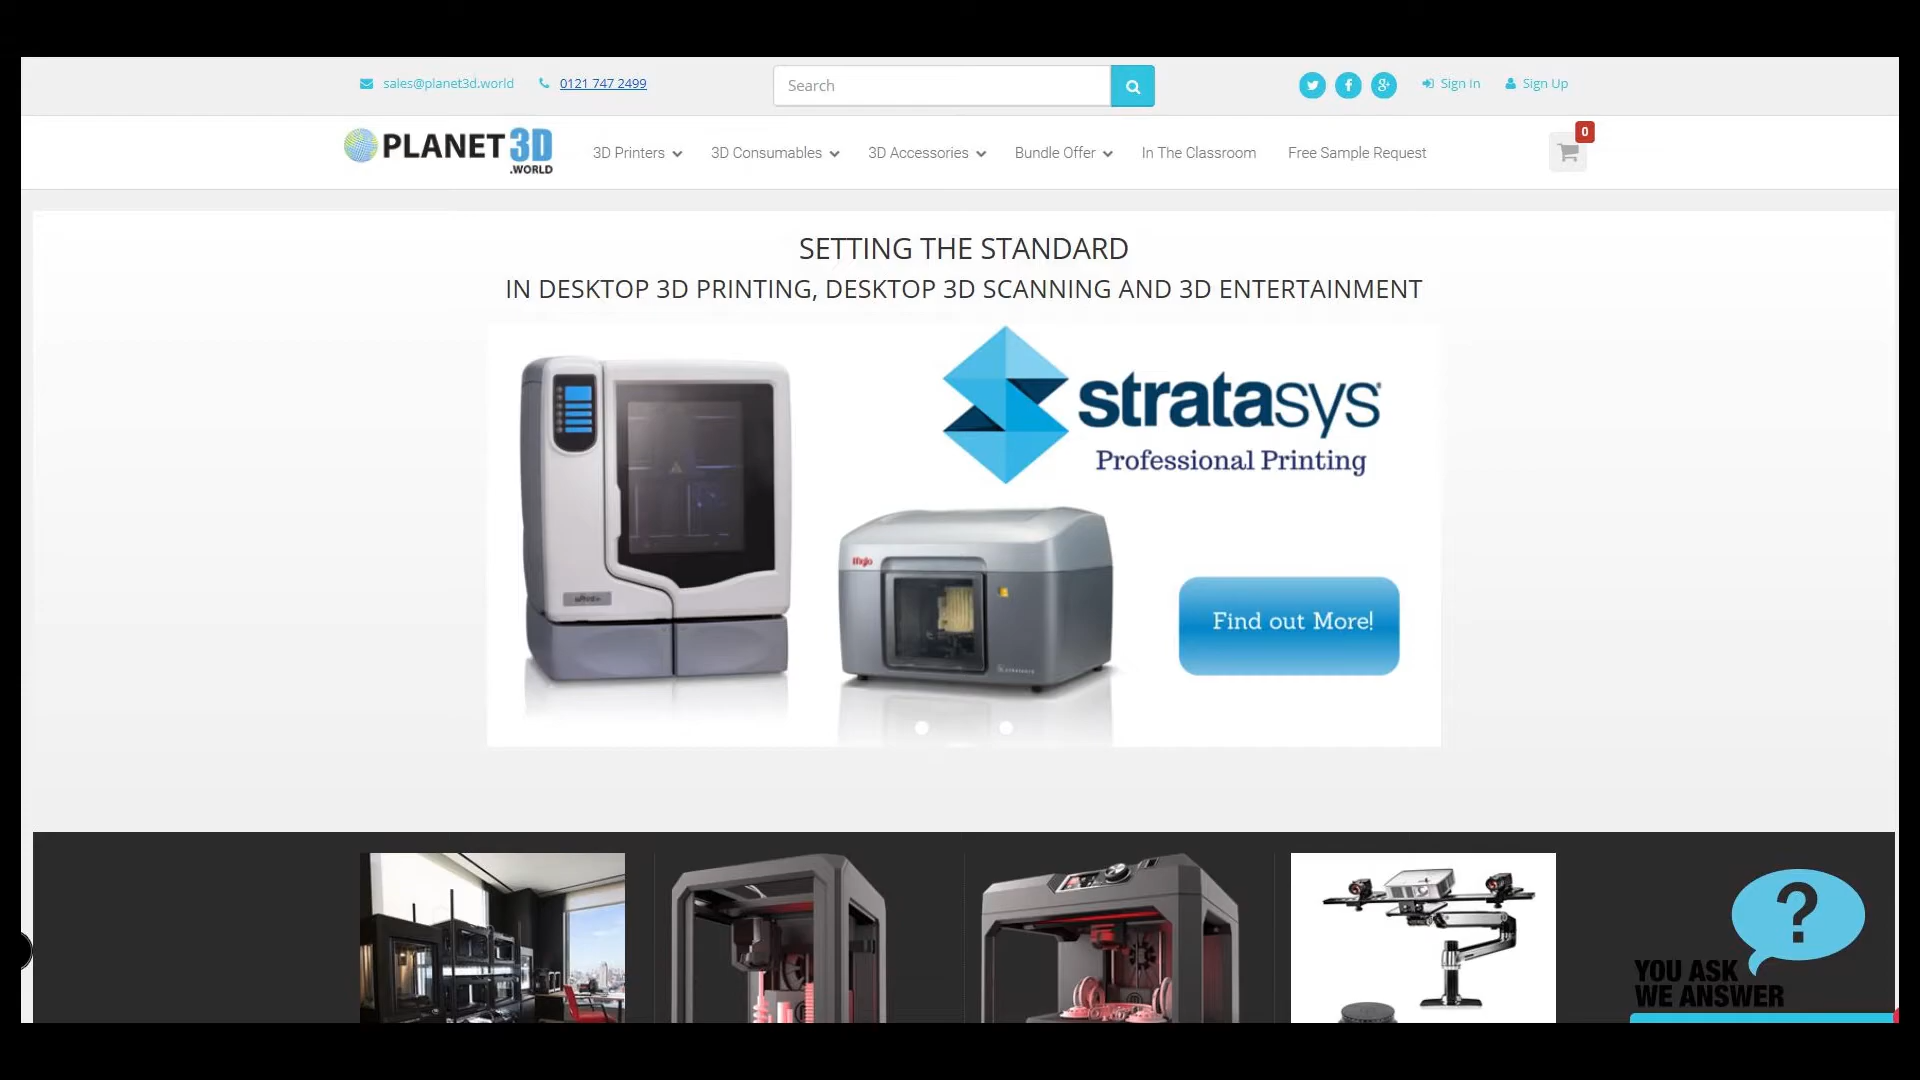 sales@planet3d.world 0121 747 2499 Search Sign In Sign Up
PLANET 3D
.WORLD
3D Printers 3D Consumables 3D Accessories Bundle Offer In The Classroom Free Sample Request
0
SETTING THE STANDARD
IN DESKTOP 3D PRINTING, DESKTOP 3D SCANNING AND 3D ENTERTAINMENT
stratasys
Professional Printing
mojo
Find out More!
?
YOU ASK
WE ANSWER